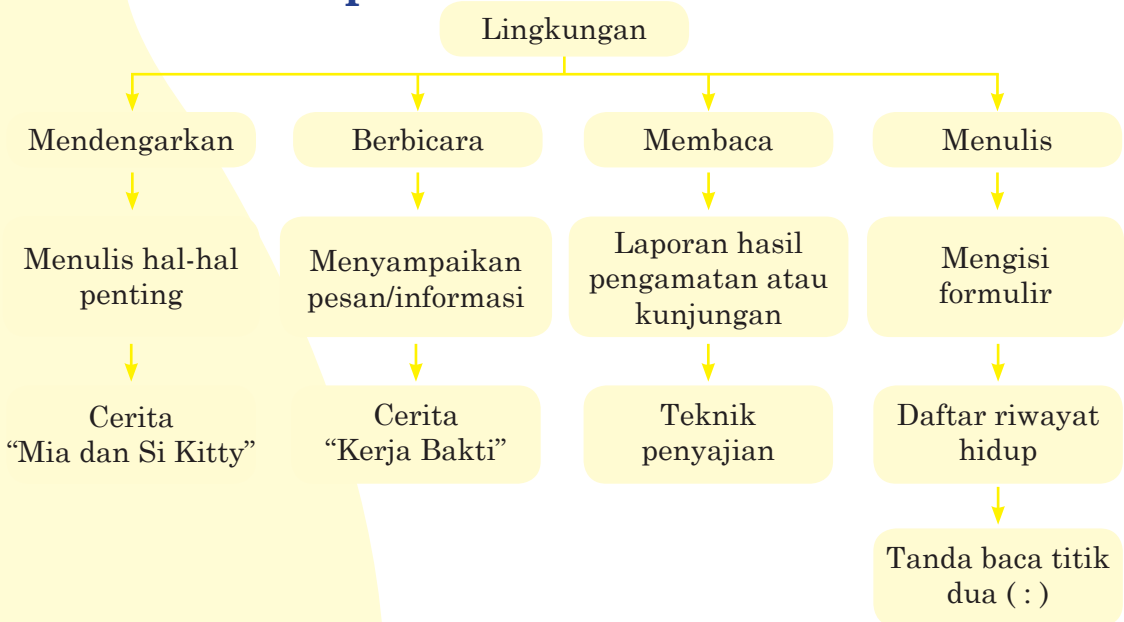 Lingkungan
Mendengarkan
Berbicara
Membaca
Menulis
Menulis hal-hal
penting
Menyampaikan
pesan/informasi
Laporan hasil
pengamatan atau
kunjungan
Mengisi
formulir
Cerita
“Mia dan Si Kitty”
Cerita
“Kerja Bakti”
Teknik
penyajian
Daftar riwayat
hidup
Tanda baca titik
dua ( : )